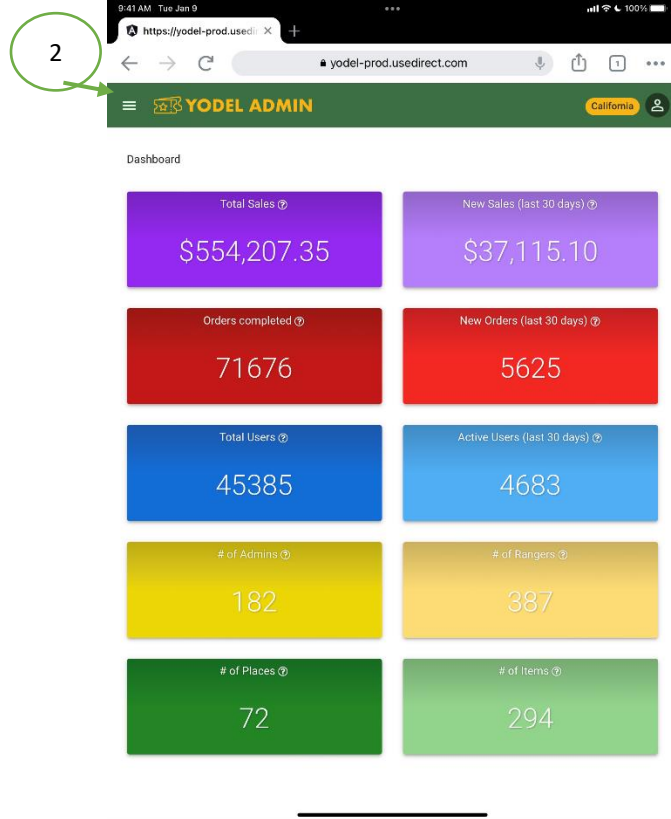 9:41 AM Tue Jan 9 100%
https://yodel-prod.usedir
2
yodel-prod.usedirect.com 1
YODEL ADMIN California
Dashboard
Total Sales New Sales (last 30 days)
$554,207.35 $37,115.10
Orders completed New Orders (last 30 days)
71676 5625
Total Users Active Users (last 30 days)
45385 4683
# of Admins # of Rangers
182 387
# of Places # of Items
72 294